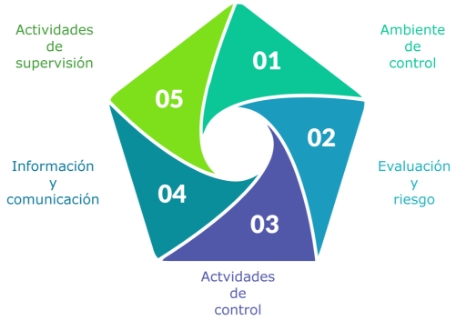 Actividades
de
supervisión
01
Ambiente
de
control
05
02
Información
y
comunicación
Evaluación
y
riesgo
04
03
Actvidades
de
control